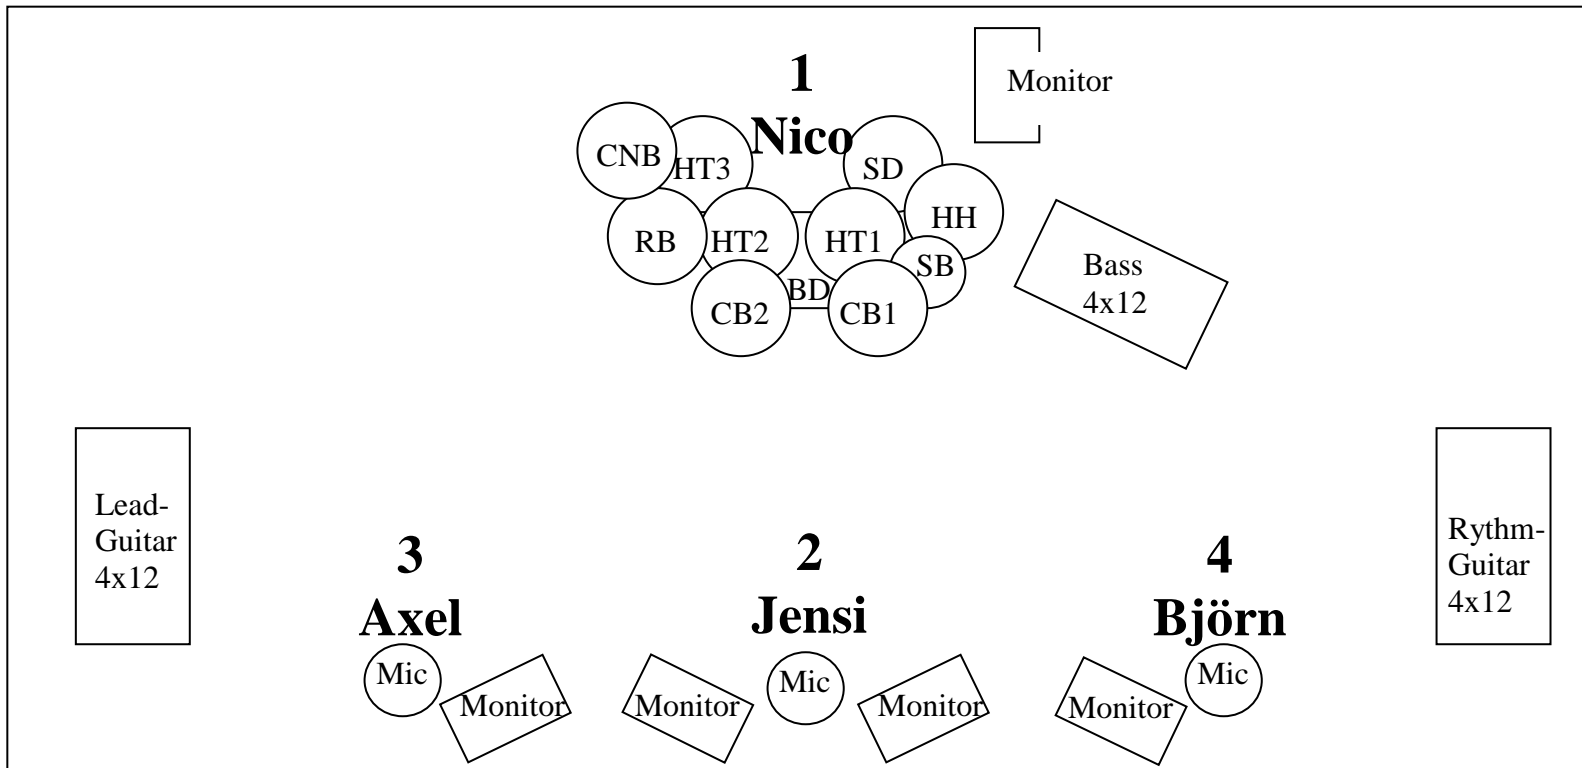 1
Monitor
Nico
CNB
HT3
SD
HH
RB
HT2
HT1
SB
Bass
4x12
BD
CB2
CB1
Lead-
Guitar
4x12
3
Axel
2
Jensi
4
Björn
Rythm-
Guitar
4x12
Mic
Monitor
Monitor
Mic
Monitor
Monitor
Mic